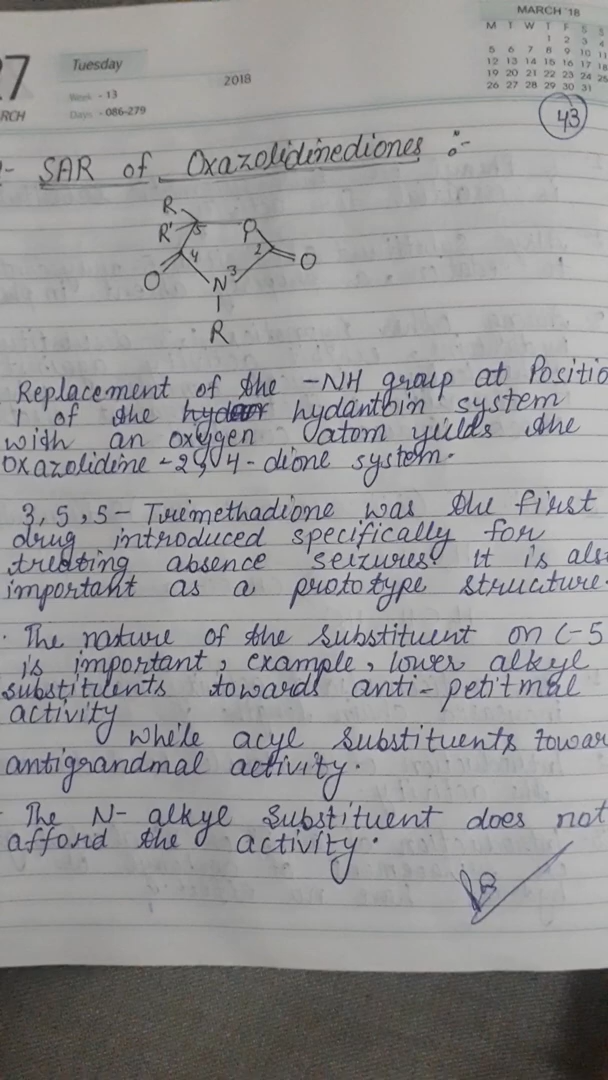 27
Tuesday
Week - 13
Days - 086-279
2018
MARCH '18
M T W T F S S
1 2 3 4
5 6 7 8 9 10 11
12 13 14 15 16 17 18
19 20 21 22 23 24 25
26 27 28 29 30 31
RCH
43
- SAR of Oxazolidinediones :-
R
R'
5
O
4
2
O
O
N
3
R
Replacement of the -NH group at Positio
1 of the hydantoin system
with an oxygen atom yields the
Oxazolidine -2,4- dione system.
3,5,5- Trimethadione was the first
drug introduced specifically for
treating absence seizures. It is als
important as a prototype structure.
The nature of the substituent on C-5
is important, example, lower alkyl
substituents towards anti-petitmal
activity
while acyl substituents towar
antigrandmal activity.
The N- alkyl substituent does not
afford the activity.